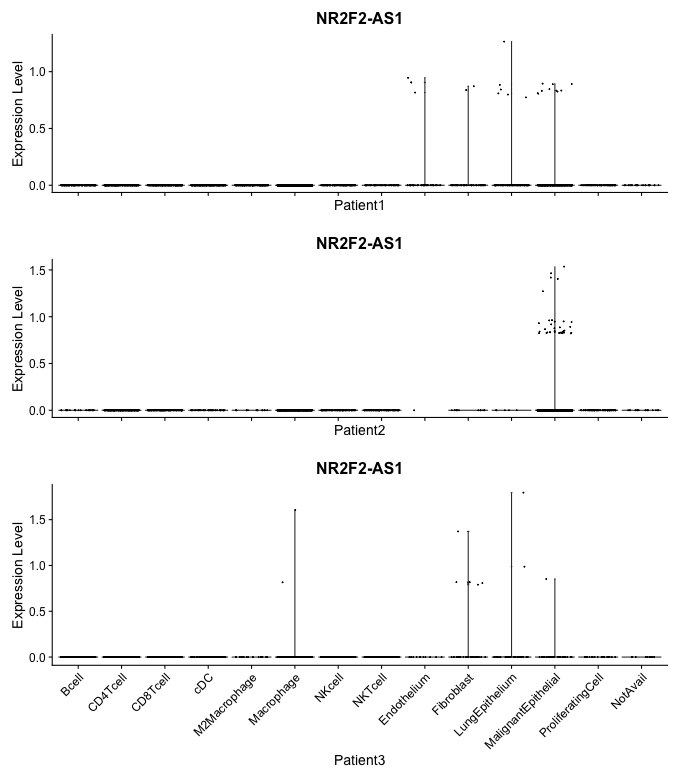 NR2F2-AS1
Expression Level
1.0
0.5
0.0
Patient1
NR2F2-AS1
Expression Level
1.5
1.0
0.5
0.0
Patient2
NR2F2-AS1
Expression Level
1.5
1.0
0.5
0.0
Bcell
CD4Tcell
CD8Tcell
cDC
M2Macrophage
Macrophage
NKcell
NKTcell
Endothelium
Fibroblast
LungEpithelium
MalignantEpithelial
ProliferatingCell
NotAvail
Patient3